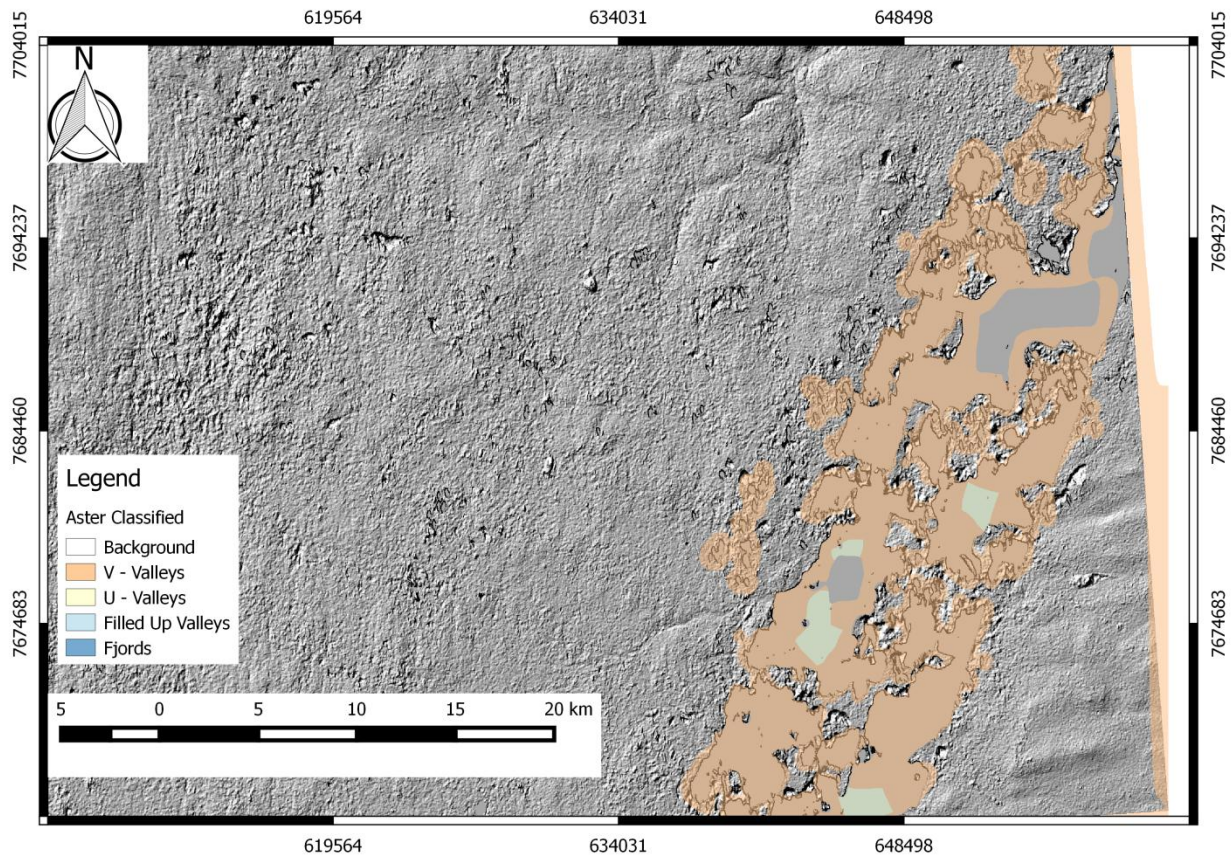 619564 634031 648498
7704015 7704015
N
7694237 7694237
7684460 7684460
Legend
Aster Classified
Background
V - Valleys
U - Valleys
Filled Up Valleys
Fjords
7674683 7674683
5 0 5 10 15 20 km
619564 634031 648498